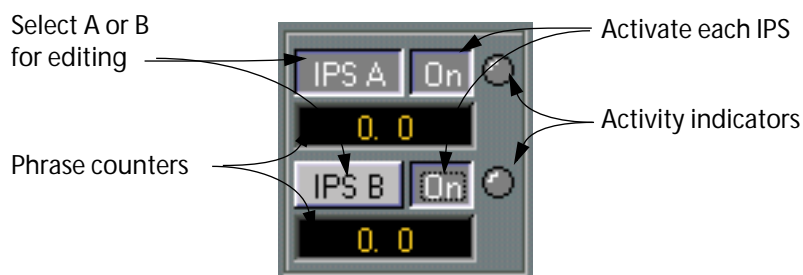 Select A or B
for editing
Activate each IPS
IPS A On
0. 0
Activity indicators
Phrase counters
IPS B On
0. 0